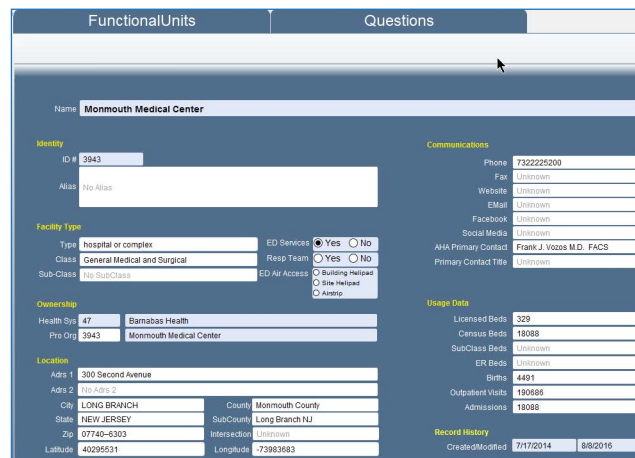 FunctionalUnits Questions
Name Monmouth Medical Center
Identity
ID # 3943
Alias No Alias
Facility Type
Type hospital or complex
Class General Medical and Surgical
Sub-Class No SubClass
ED Services Yes No
Resp Team Yes No
ED Air Access Building Helipad
Site Helipad
Airstrip
Ownership
Health Sys 47 Barnabas Health
Pro Org 3943 Monmouth Medical Center
Location
Adrs 1 300 Second Avenue
Adrs 2 No Adrs 2
City LONG BRANCH County Monmouth County
State NEW JERSEY SubCounty Long Branch NJ
Zip 07740-6303 Intersection Unknown
Latitude 40295531 Longitude -73983683
Communications
Phone 7322225200
Fax Unknown
Website Unknown
EMail Unknown
Facebook Unknown
Social Media Unknown
AHA Primary Contact Frank J. Vozos M.D. FACS
Primary Contact Title Unknown
Usage Data
Licensed Beds 329
Census Beds 18088
SubClass Beds Unknown
ER Beds Unknown
Births 4491
Outpatient Visits 190686
Admissions 18088
Record History
Created/Modified 7/17/2014 8/8/2016